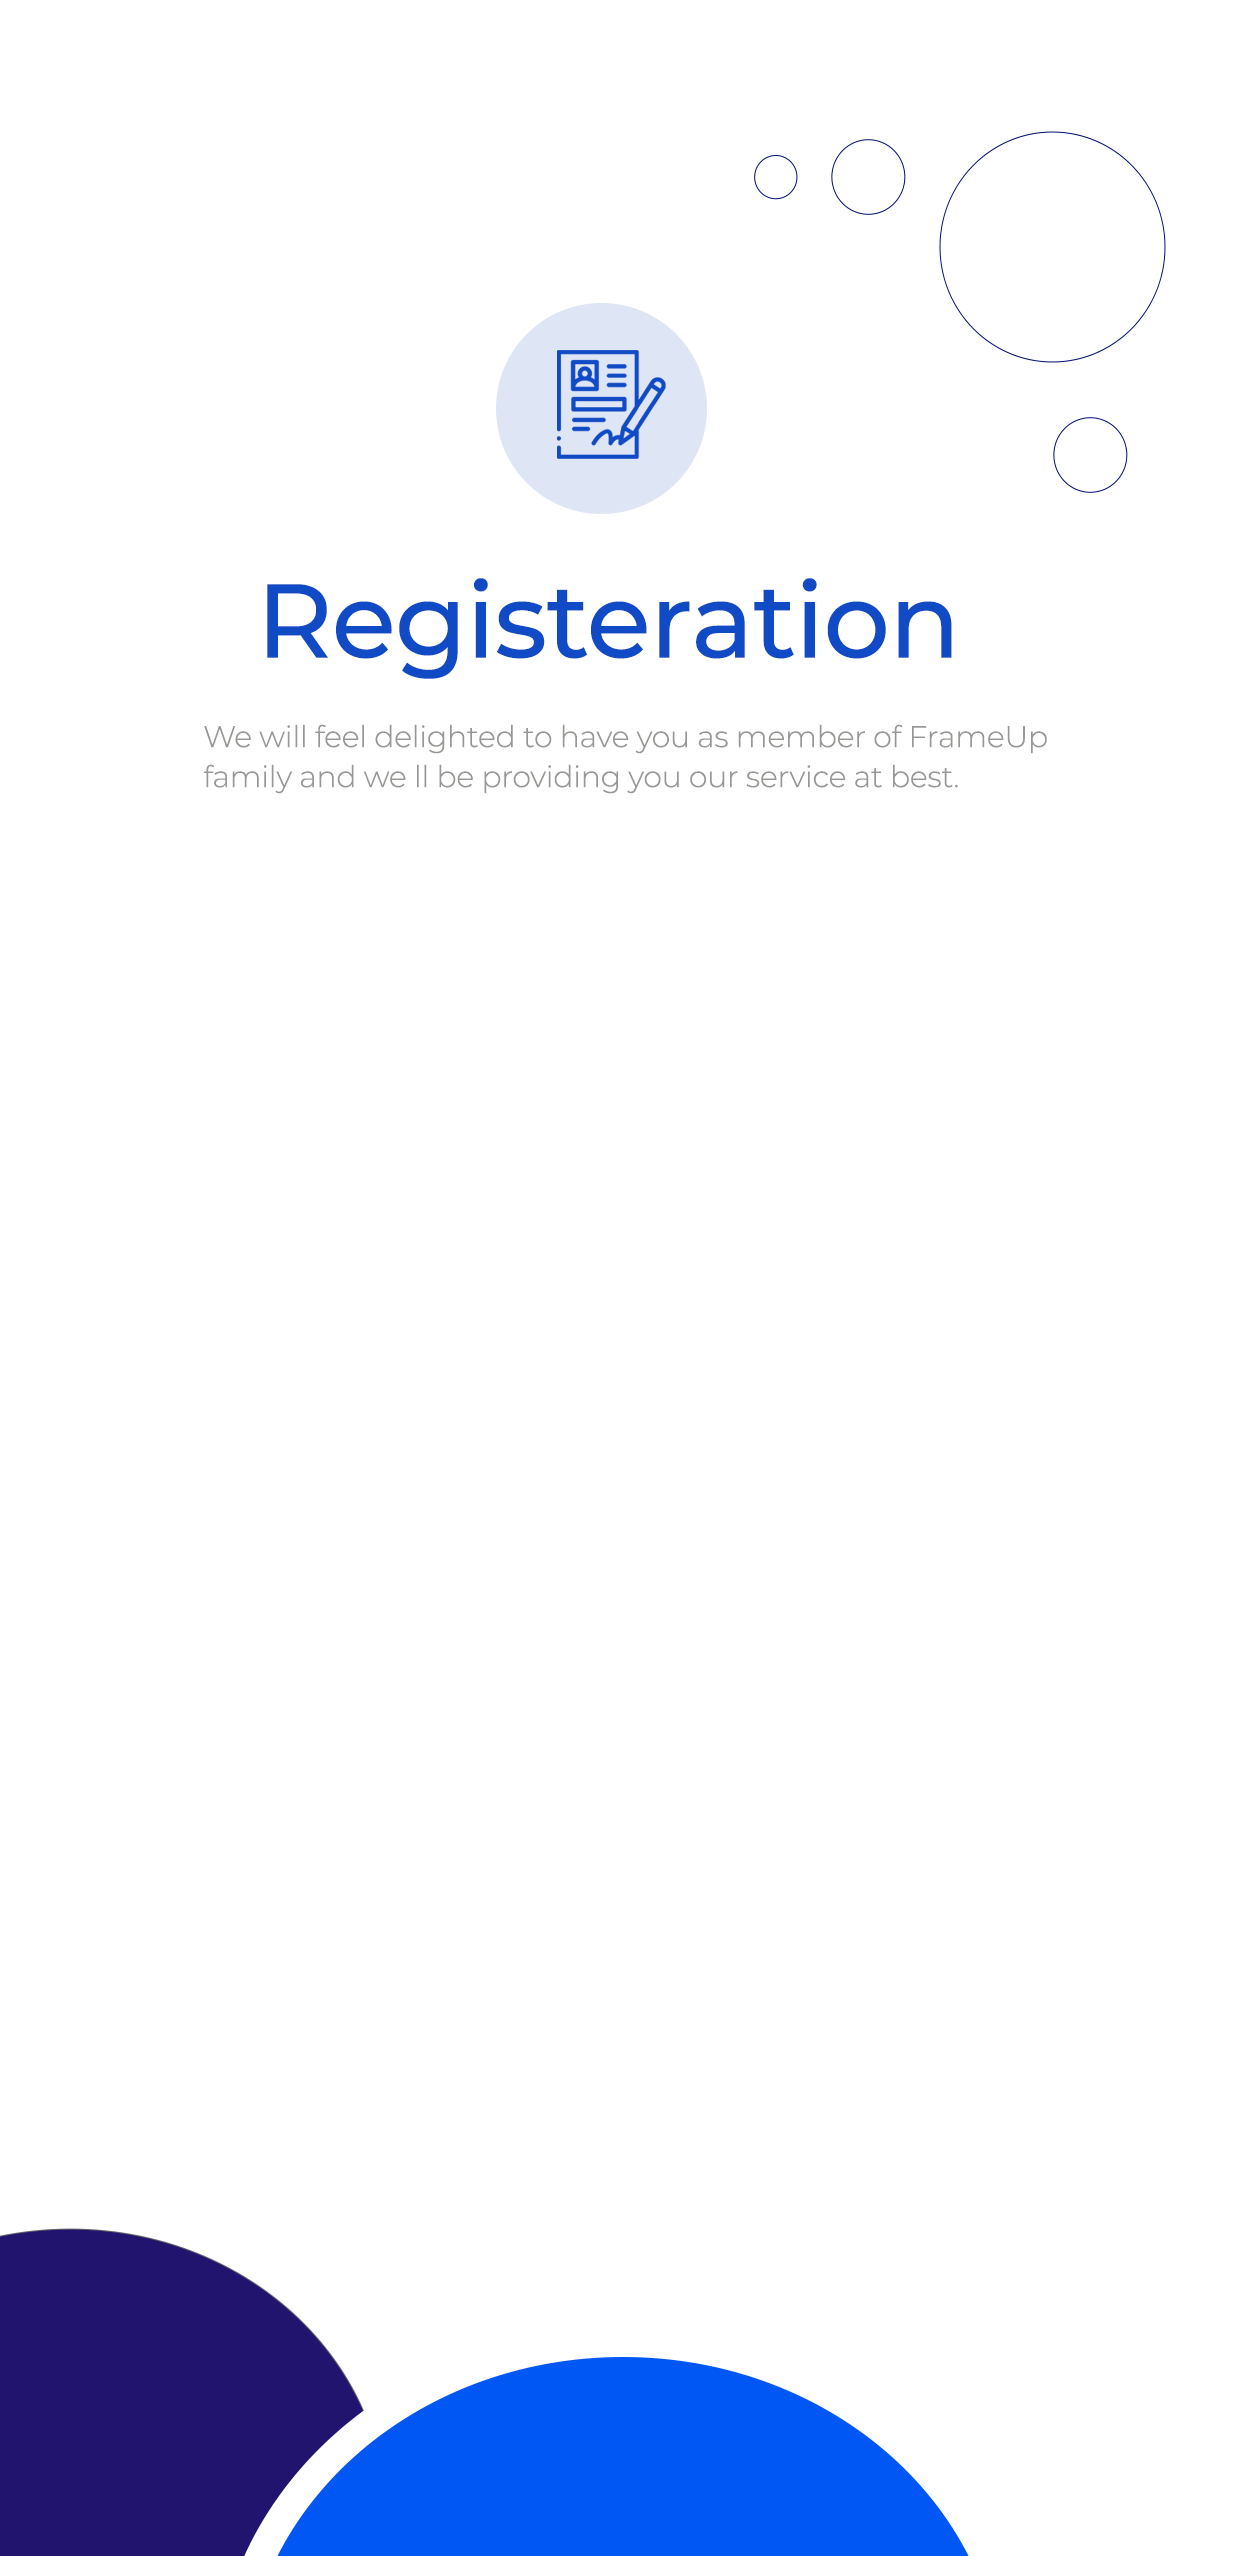 Registeration
We will feel delighted to have you as member of FrameUp
family and we ll be providing you our service at best.